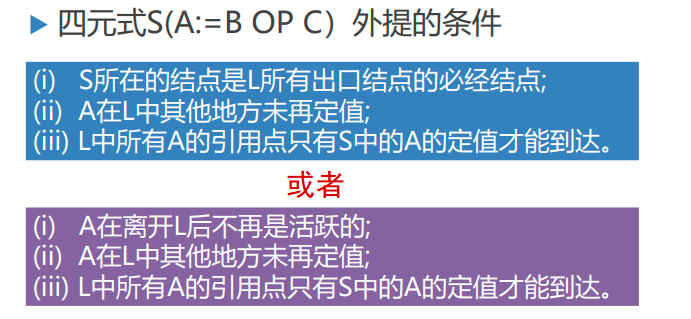 四元式S(A:=B OP C）外提的条件
(i) S所在的结点是L所有出口结点的必经结点;
(ii) A在L中其他地方未再定值;
(iii) L中所有A的引用点只有S中的A的定值才能到达。
或者
(i) A在离开L后不再是活跃的;
(ii) A在L中其他地方未再定值;
(iii) L中所有A的引用点只有S中的A的定值才能到达。